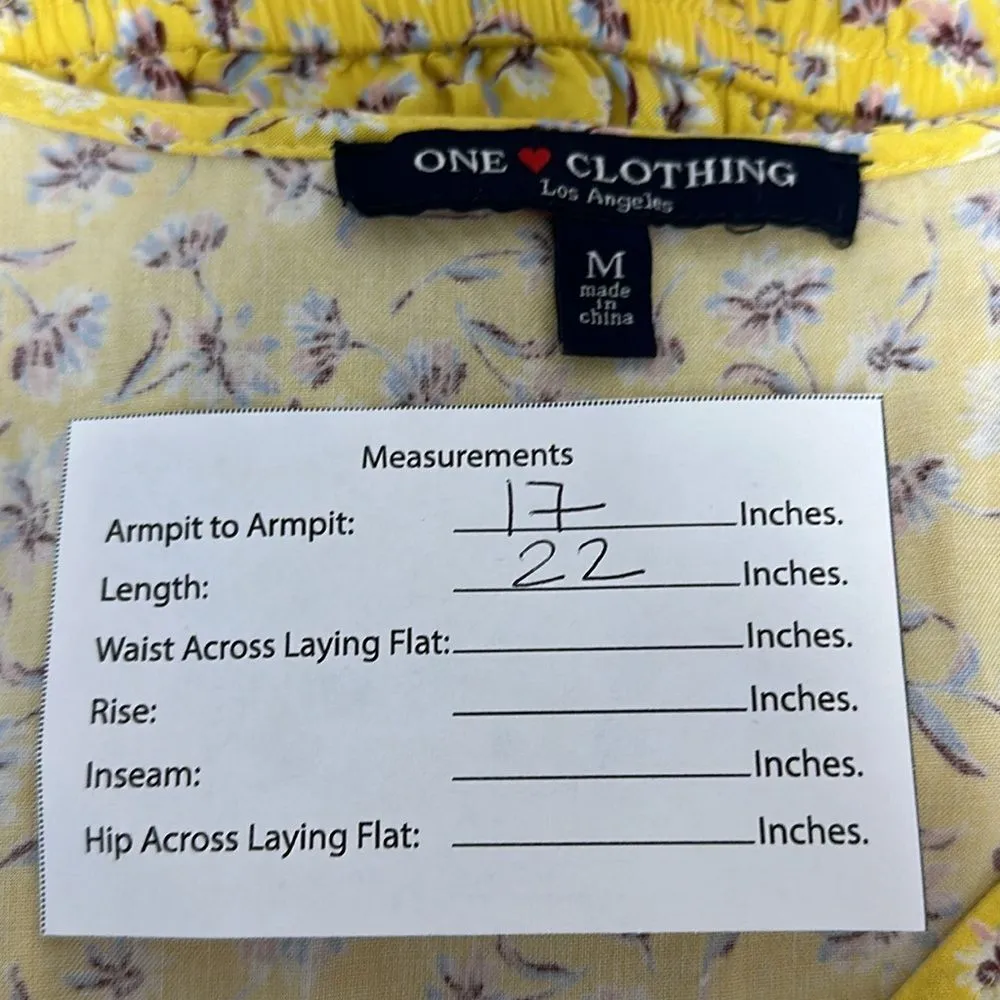 ONE ❤ CLOTHING
Los Angeles
M
made
in
china
Measurements
Armpit to Armpit: 17 Inches.
Length: 22 Inches.
Waist Across Laying Flat: Inches.
Rise: Inches.
Inseam: Inches.
Hip Across Laying Flat: Inches.